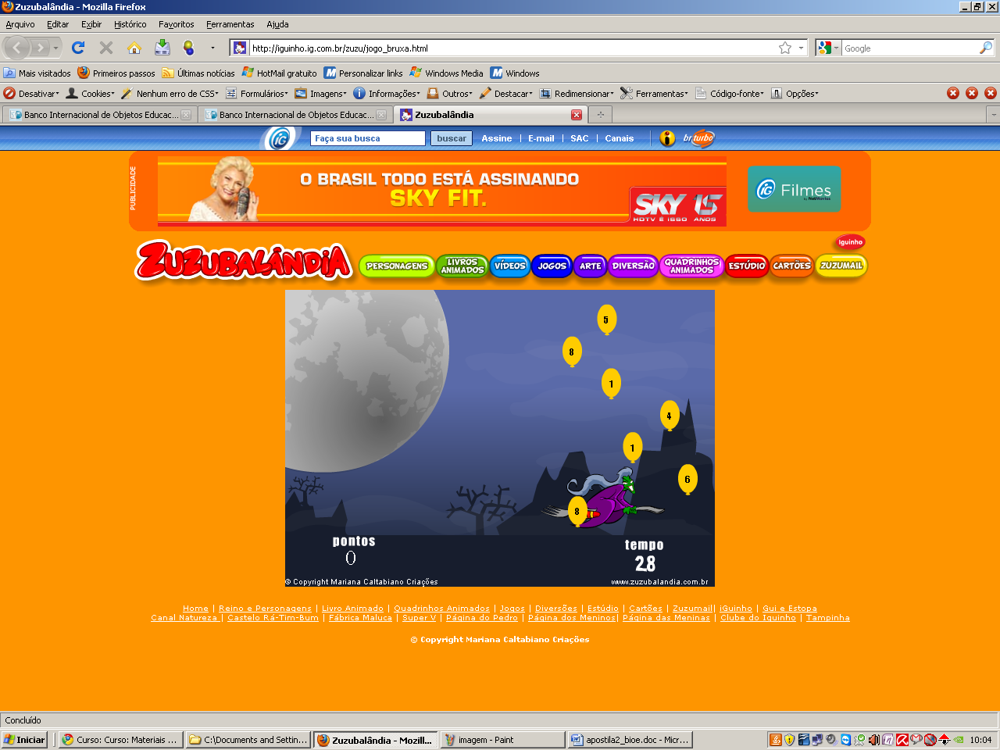 Zuzubalândia - Mozilla Firefox
Arquivo Editar Exibir Histórico Favoritos Ferramentas Ajuda
http://iguinho.ig.com.br/zuzu/jogo_bruxa.html Google
Mais visitados Primeiros passos Últimas notícias HotMail gratuito Personalizar links Windows Media Windows
Desativar Cookies Nenhum erro de CSS Formulários Imagens Informações Outros Destacar Redimensionar Ferramentas Código-fonte Opções
Banco Internacional de Objetos Educac... Banco Internacional de Objetos Educac... Zuzubalândia
iG Faça sua busca buscar Assine | E-mail | SAC | Canais i brturbo
PUBLICIDADE
O BRASIL TODO ESTÁ ASSINANDO
SKY FIT.
SKY 15
HDTV É ISSO ANOS
iG Filmes
by NetMovies
iguinho
ZUZUBALÂNDIA
PERSONAGENS LIVROS ANIMADOS VÍDEOS JOGOS ARTE DIVERSÃO QUADRINHOS ANIMADOS ESTÚDIO CARTÕES ZUZUMAIL
5
8
1
4
1
6
8
pontos tempo
0 28
© Copyright Mariana Caltabiano Criações www.zuzubalandia.com.br
Home | Reino e Personagens | Livro Animado | Quadrinhos Animados | Jogos | Diversões | Estúdio | Cartões | Zuzumail| iGuinho | Gui e Estopa
Canal Natureza | Castelo Rá-Tim-Bum | Fábrica Maluca | Super V | Página do Pedro | Página dos Meninos| Página das Meninas | Clube do Iguinho | Tampinha
© Copyright Mariana Caltabiano Criações
Concluído
Iniciar Curso: Curso: Materiais ... C:\Documents and Settin... Zuzubalândia - Mozill... imagem - Paint apostila2_bioe.doc - Micr... 10:04